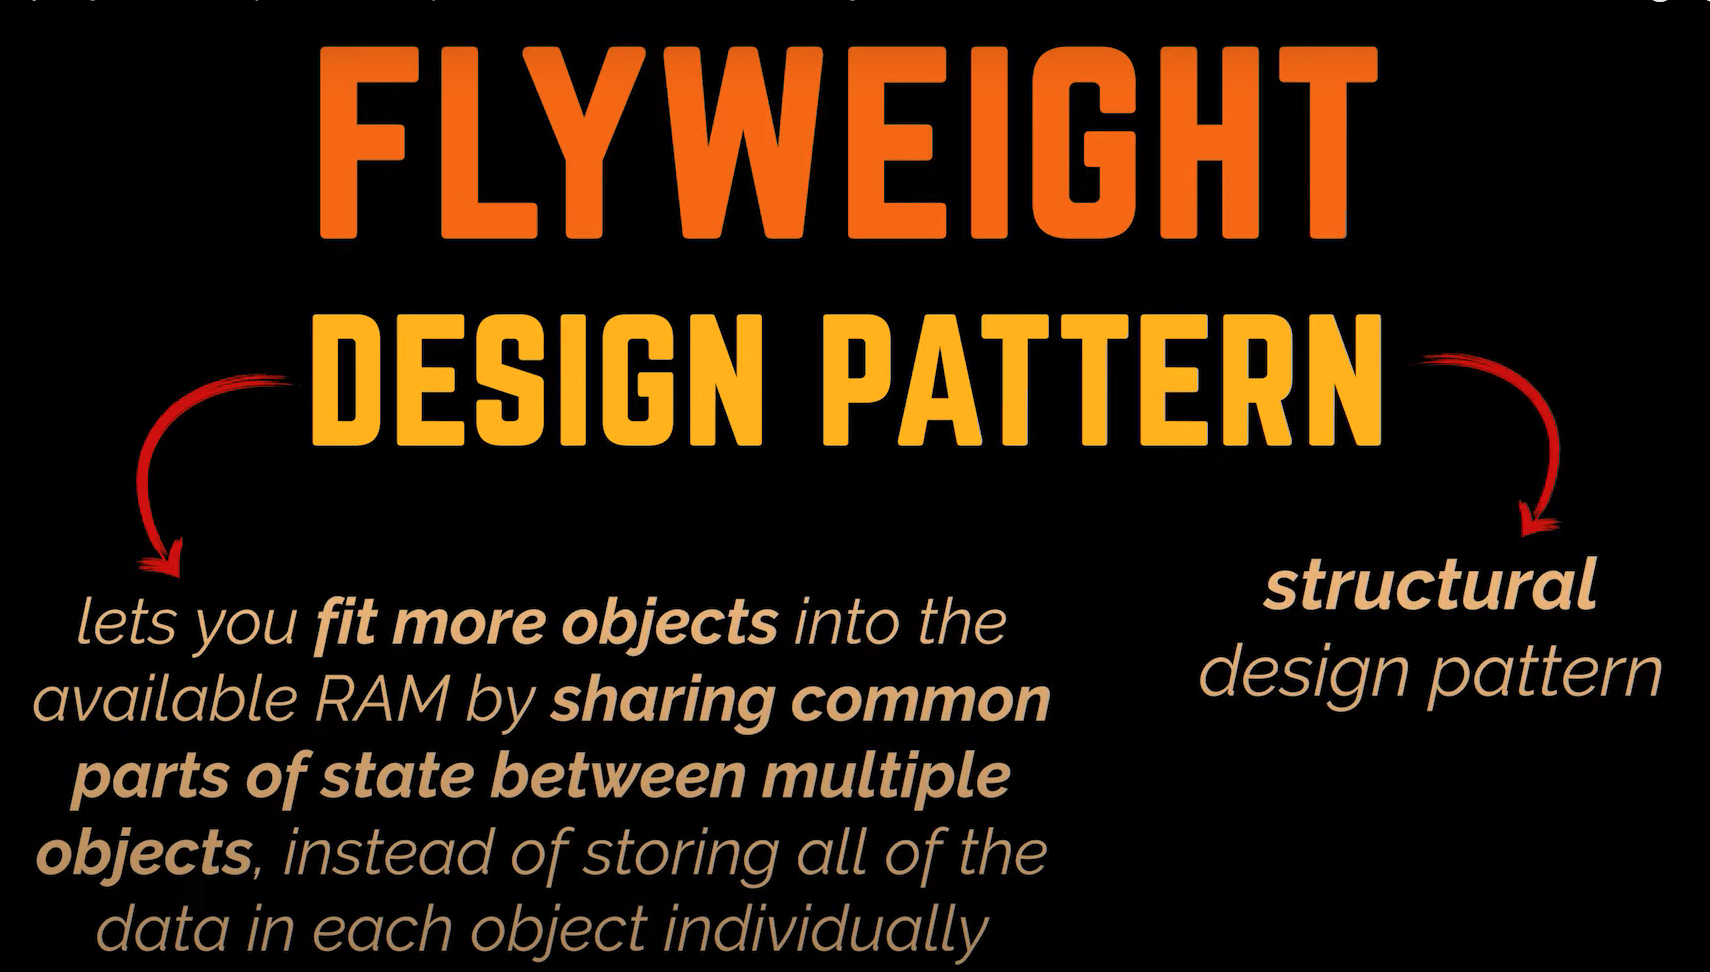 FLYWEIGHT
DESIGN PATTERN
lets you fit more objects into the
available RAM by sharing common
parts of state between multiple
objects, instead of storing all of the
data in each object individually
structural
design pattern